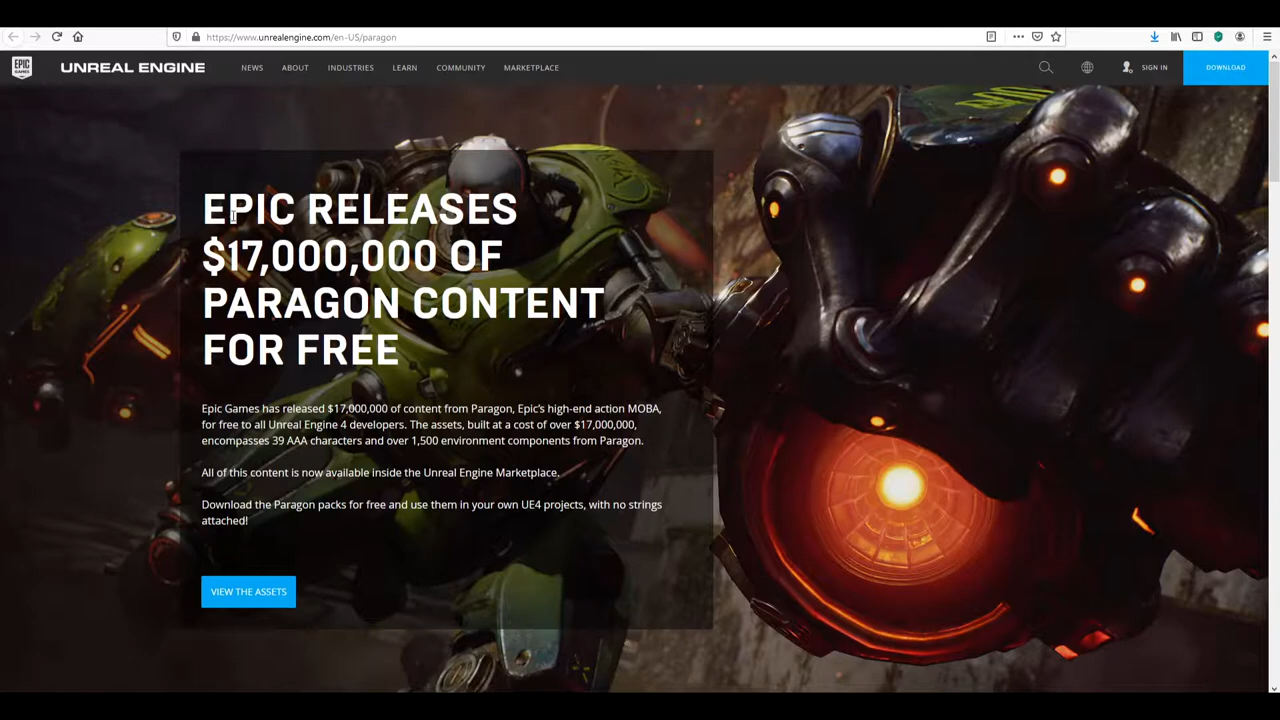 https://www.unrealengine.com/en-US/paragon
EPIC GAMES
UNREAL ENGINE
NEWS
ABOUT
INDUSTRIES
LEARN
COMMUNITY
MARKETPLACE
SIGN IN
DOWNLOAD
EPIC RELEASES
$17,000,000 OF
PARAGON CONTENT
FOR FREE
Epic Games has released $17,000,000 of content from Paragon, Epic's high-end action MOBA,
for free to all Unreal Engine 4 developers. The assets, built at a cost of over $17,000,000,
encompasses 39 AAA characters and over 1,500 environment components from Paragon.
All of this content is now available inside the Unreal Engine Marketplace.
Download the Paragon packs for free and use them in your own UE4 projects, with no strings
attached!
VIEW THE ASSETS